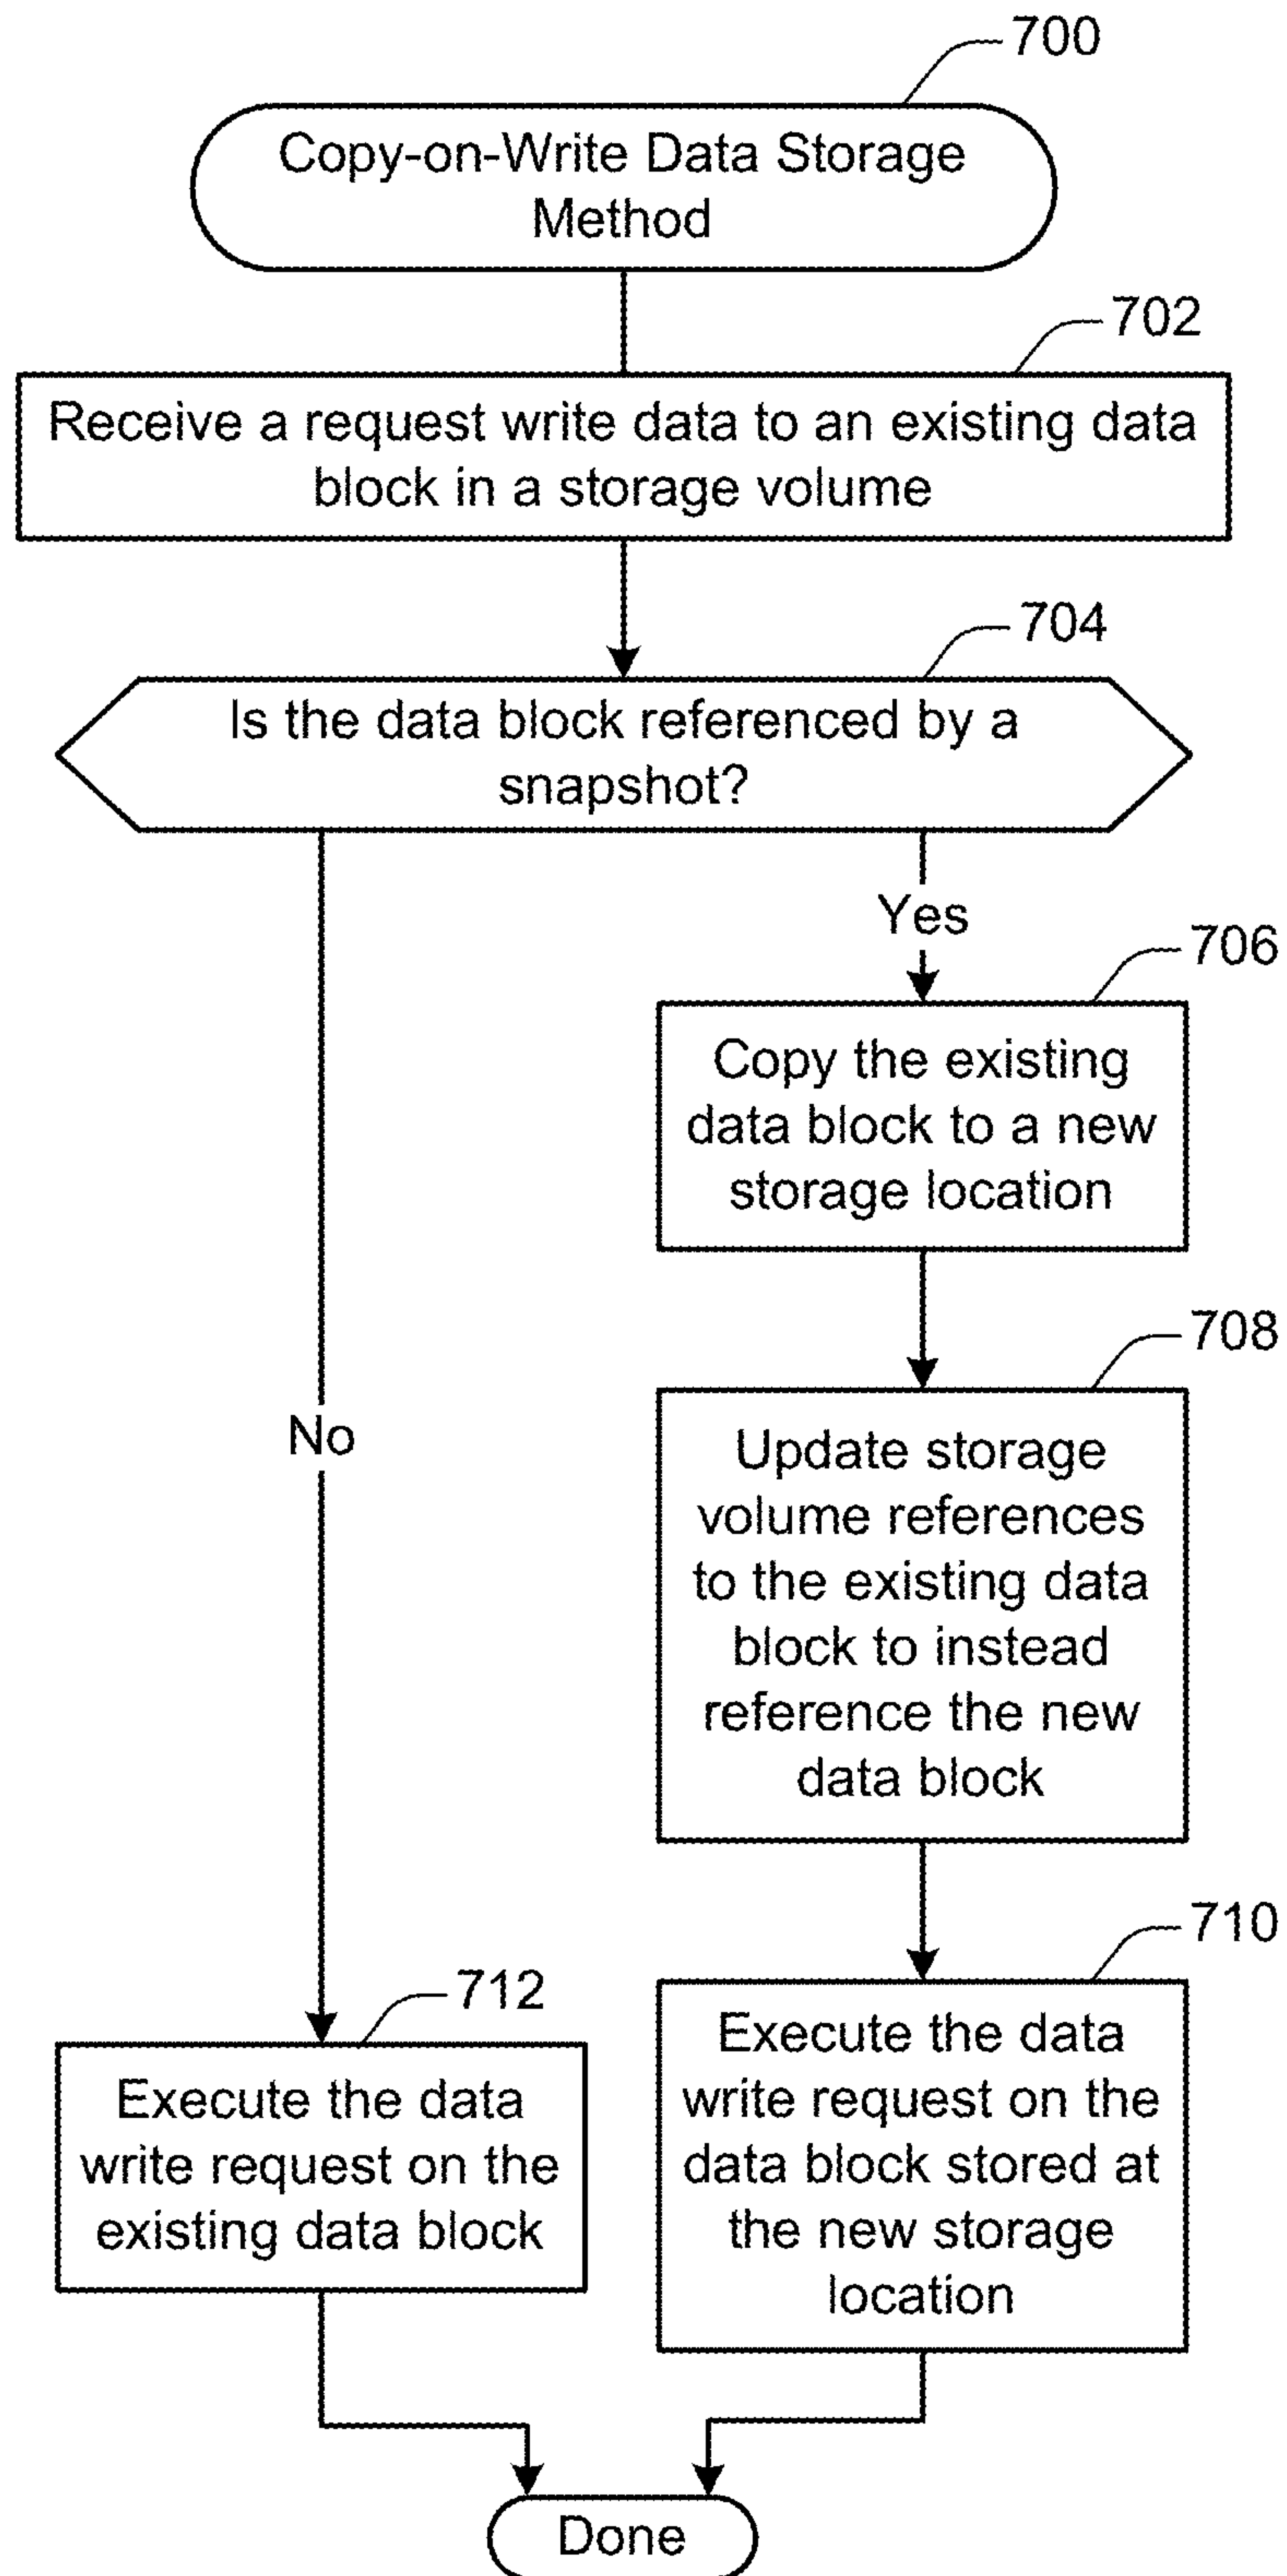 700
Copy-on-Write Data Storage
Method
702
Receive a request write data to an existing data
block in a storage volume
704
Is the data block referenced by a
snapshot?
Yes
706
Copy the existing
data block to a new
storage location
708
Update storage
volume references
to the existing data
block to instead
reference the new
data block
No
710
Execute the data
write request on the
data block stored at
the new storage
location
712
Execute the data
write request on the
existing data block
Done